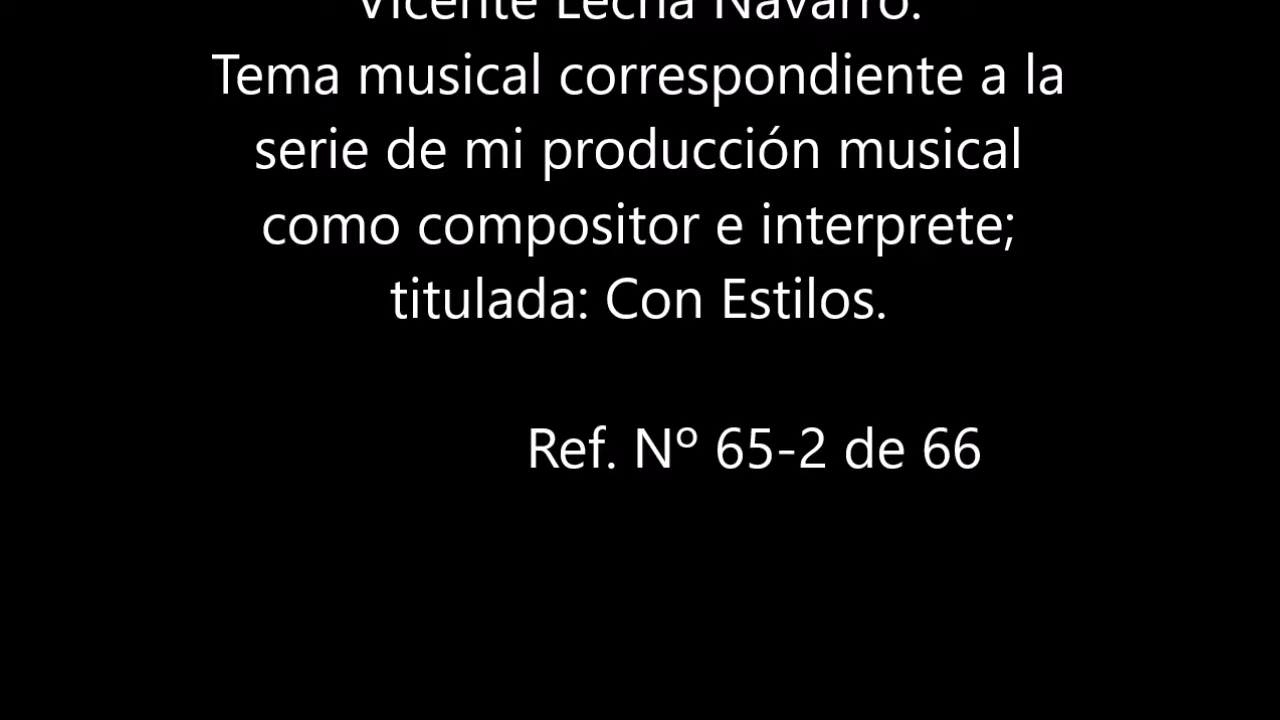 Vicente Lecha Navarro.
Tema musical correspondiente a la
serie de mi producción musical
como compositor e interprete;
titulada: Con Estilos.
Ref. Nº 65-2 de 66